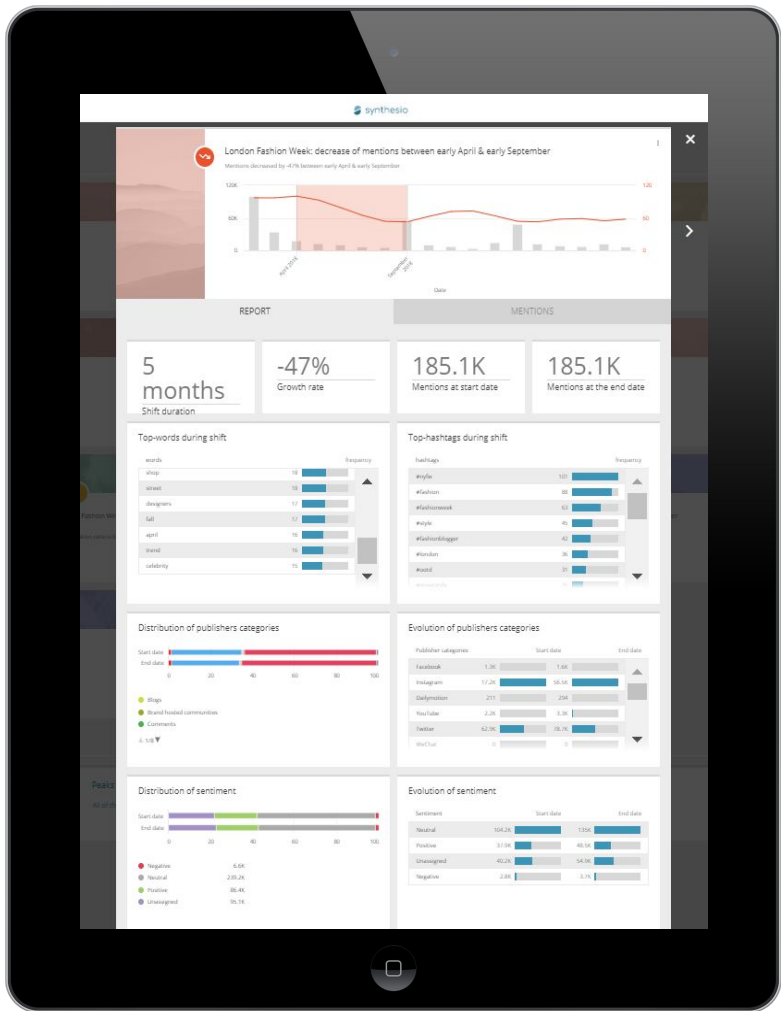 synthesio
London Fashion Week: decrease of mentions between early April & early September
Mentions decreased by -47% between early April & early September
120K
120
60K
60
0
0
April 2016
September 2016
Date
REPORT
MENTIONS
5 months
Shift duration
-47%
Growth rate
185.1K
Mentions at start date
185.1K
Mentions at the end date
Top-words during shift
words frequency
shop 18
street 18
designers 17
fall 17
april 16
trend 16
celebrity 15
Top-hashtags during shift
hashtags frequency
#nyfw 101
#fashion 88
#fashionweek 63
#style 45
#fashionblogger 42
#london 36
#ootd 31
Distribution of publishers categories
Start date
End date
0 20 40 60 80 100
Blogs
Brand hosted communities
Comments
1/8
Evolution of publishers categories
Publisher categories Start date End date
Facebook 1.3K 1.6K
Instagram 17.2K
Dailymotion 211 294
YouTube 2.2K 3.3K
Twitter 62.9K 78.7K
WeChat 0 0
Distribution of sentiment
Start date
End date
0 20 40 60 80 100
Negative 6.6K
Neutral 239.2K
Positive 86.4K
Unassigned 95.1K
Evolution of sentiment
Sentiment Start date End date
Neutral 104.2K 135K
Positive 37.9K 48.5K
Unassigned 40.2K 54.9K
Negative 2.8K 3.7K
Peaks